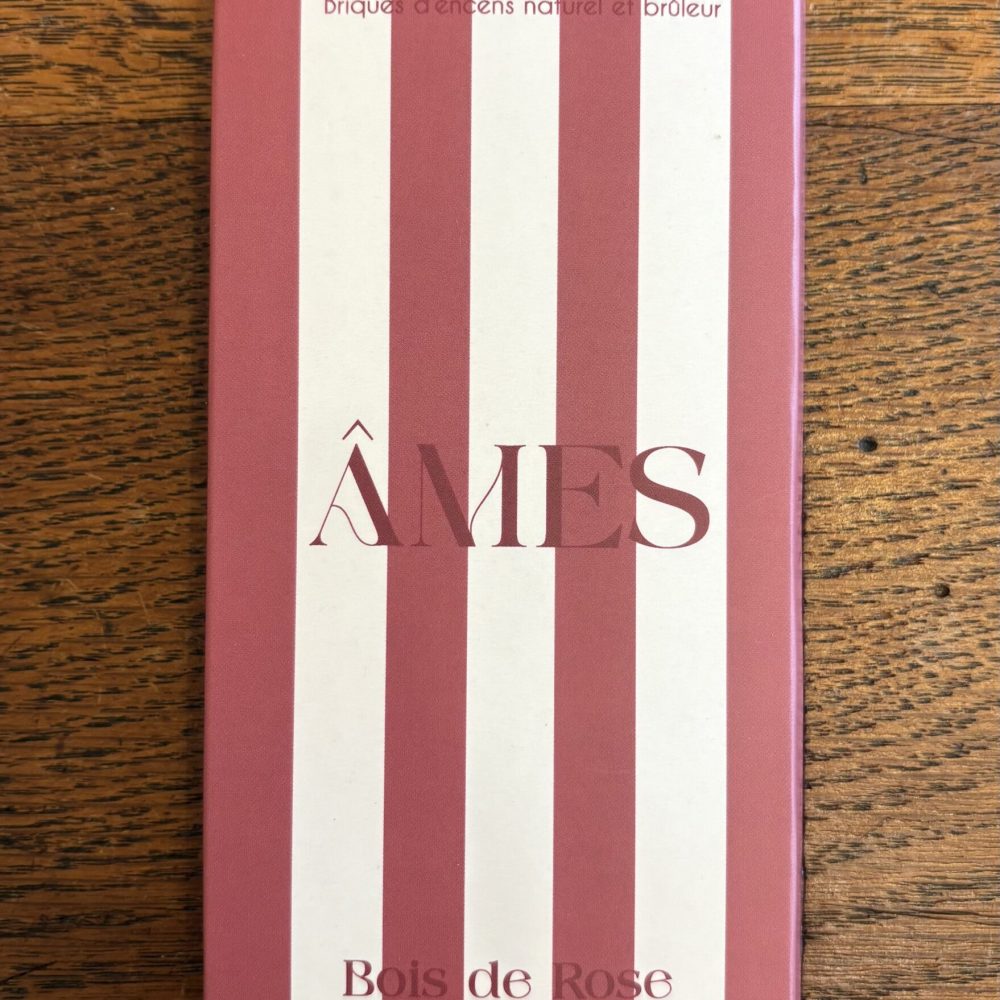 Briques d'encens naturel et brûleur
ÂMES
Bois de Rose